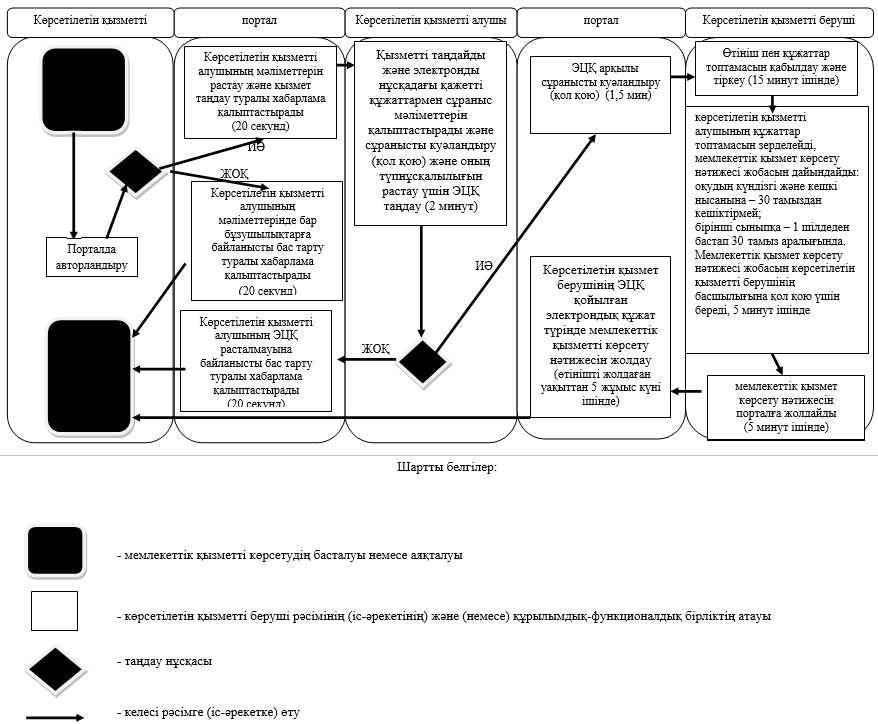 Көрсетілетін қызметті
портал
Көрсетілетін қызметті алушы
портал
Көрсетілетін қызметті беруші
Порталда
авторландыру
Көрсетілетін қызметті
алушының мәліметтерін
растау және қызмет
таңдау туралы хабарлама
қалыптастырады
(20 секунд)
ИӘ
ЖОҚ
Көрсетілетін қызметті
алушының
мәліметтерінде бар
бұзушылықтарға
байланысты бас тарту
туралы хабарлама
қалыптастырады
(20 секунд)
Көрсетілетін қызметті
алушының ЭЦҚ
расталмауына
байланысты бас тарту
туралы хабарлама
қалыптастырады
(20 секунд)
Қызметті таңдайды
және электронды
нұсқадағы қажетті
құжаттармен сұраныс
мәліметтерін
қалыптастырады және
сұранысты куәландыру
(қол қою) және оның
түпнұсқалылығын
растау үшін ЭЦҚ
таңдау (2 минут)
ЖОҚ
ИӘ
ЭЦҚ арқылы
сұранысты куәландыру
(қол қою) (1,5 мин)
Көрсетілетін қызмет
берушінің ЭЦҚ
қойылған
электрондық құжат
түрінде мемлекеттік
қызметті көрсету
нәтижесін жолдау
(өтінішті жолдаған
уақыттан 5 жұмыс күні
ішінде)
Өтініш пен құжаттар
топтамасын қабылдау және
тіркеу (15 минут ішінде)
көрсетілетін қызметті
алушының құжаттар
топтамасын зерделейді,
мемлекеттік қызмет көрсету
нәтижесі жобасын дайындайды:
оқудың күндізгі және кешкі
нысанына – 30 тамыздан
кешіктірмей;
бірінші сыныпқа – 1 шілдеден
бастап 30 тамыз аралығында.
Мемлекеттік қызмет көрсету
нәтижесі жобасын көрсетілетін
қызметті берушінің
басшылығына қол қою үшін
береді, 5 минут ішінде
мемлекеттік қызмет
көрсету нәтижесін
порталға жолдайды
(5 минут ішінде)
Шартты белгілер:
- мемлекеттік қызметті көрсетудің басталуы немесе аяқталуы
- көрсетілетін қызметті беруші рәсімінің (іс-әрекетінің) және (немесе) құрылымдық-функционалдық бірліктің атауы
- таңдау нұсқасы
- келесі рәсімге (іс-әрекетке) өту